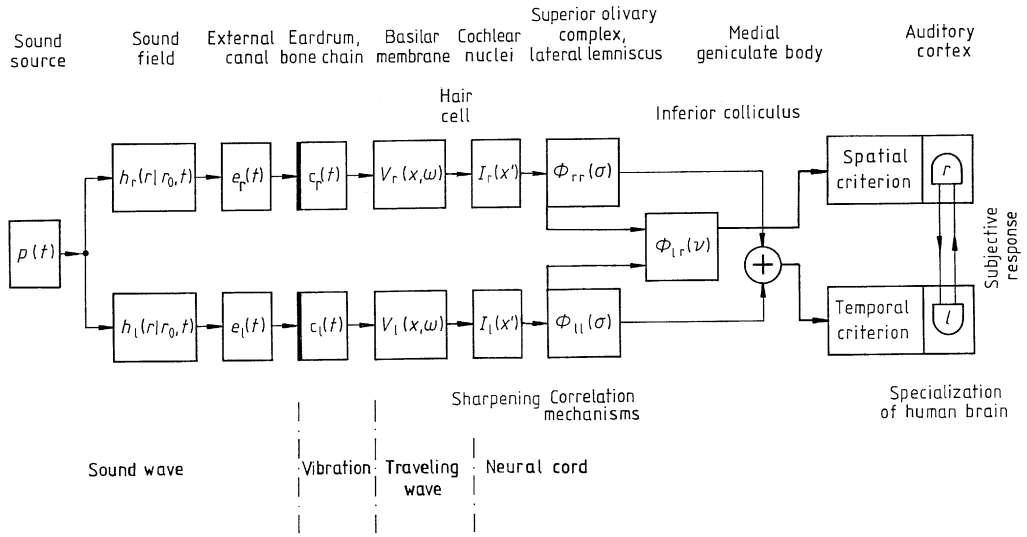 Sound
source
Sound
field
External
canal
Eardrum,
bone chain
Basilar
membrane
Cochlear
nuclei
Superior olivary
complex,
lateral lemniscus
Medial
geniculate body
Auditory
cortex
Hair
cell
Inferior colliculus
p(t)
h_r(r|r_0,t)
e_r(t)
c_r(t)
V_r(x,ω)
I_r(x')
Φ_rr(σ)
Φ_lr(ν)
+
Spatial
criterion
r
h_l(r|r_0,t)
e_l(t)
c_l(t)
V_l(x,ω)
I_l(x')
Φ_ll(σ)
Temporal
criterion
l
Subjective
response
Sharpening
Correlation
mechanisms
Specialization
of human brain
Sound wave
Vibration
Traveling
wave
Neural cord